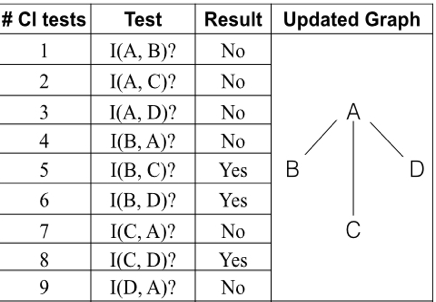 # CI tests Test Result Updated Graph
1 I(A, B)? No
2 I(A, C)? No
3 I(A, D)? No
4 I(B, A)? No
5 I(B, C)? Yes
6 I(B, D)? Yes
7 I(C, A)? No
8 I(C, D)? Yes
9 I(D, A)? No
A
B D
C